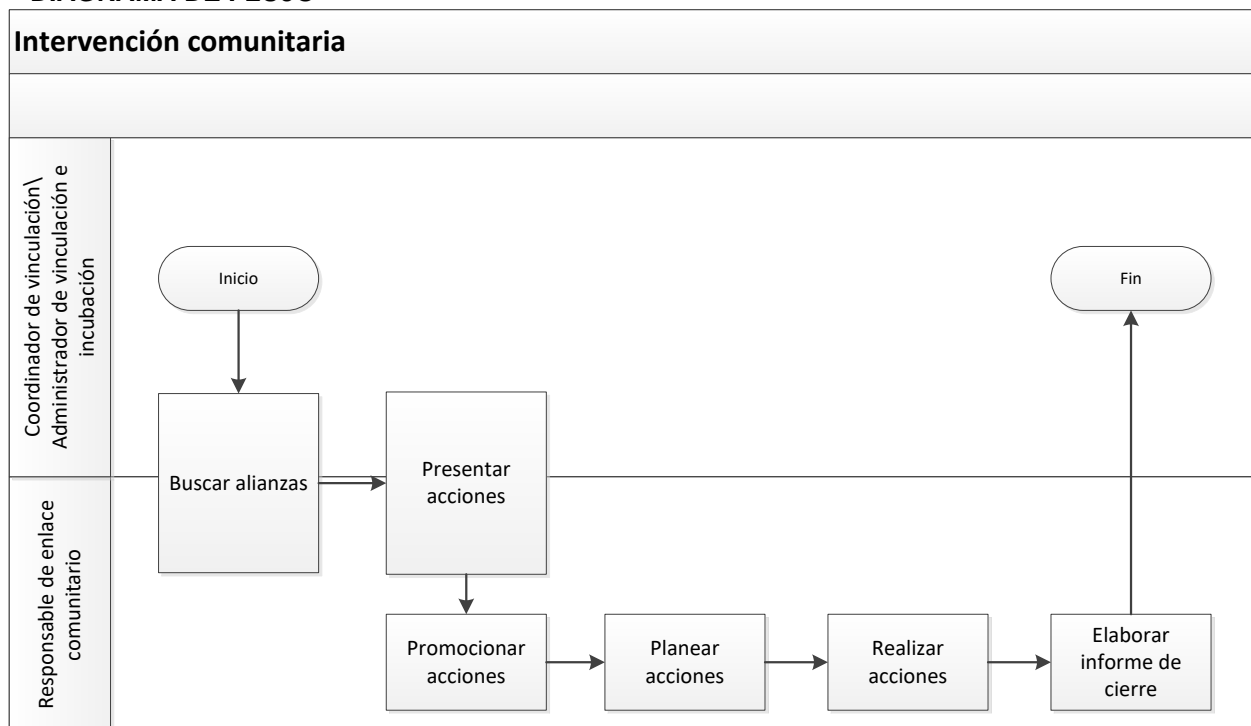 Intervención comunitaria
Coordinador de vinculación\
Administrador de vinculación e
incubación
Inicio
Fin
Buscar alianzas
Presentar
acciones
Responsable de enlace
comunitario
Promocionar
acciones
Planear
acciones
Realizar
acciones
Elaborar
informe de
cierre